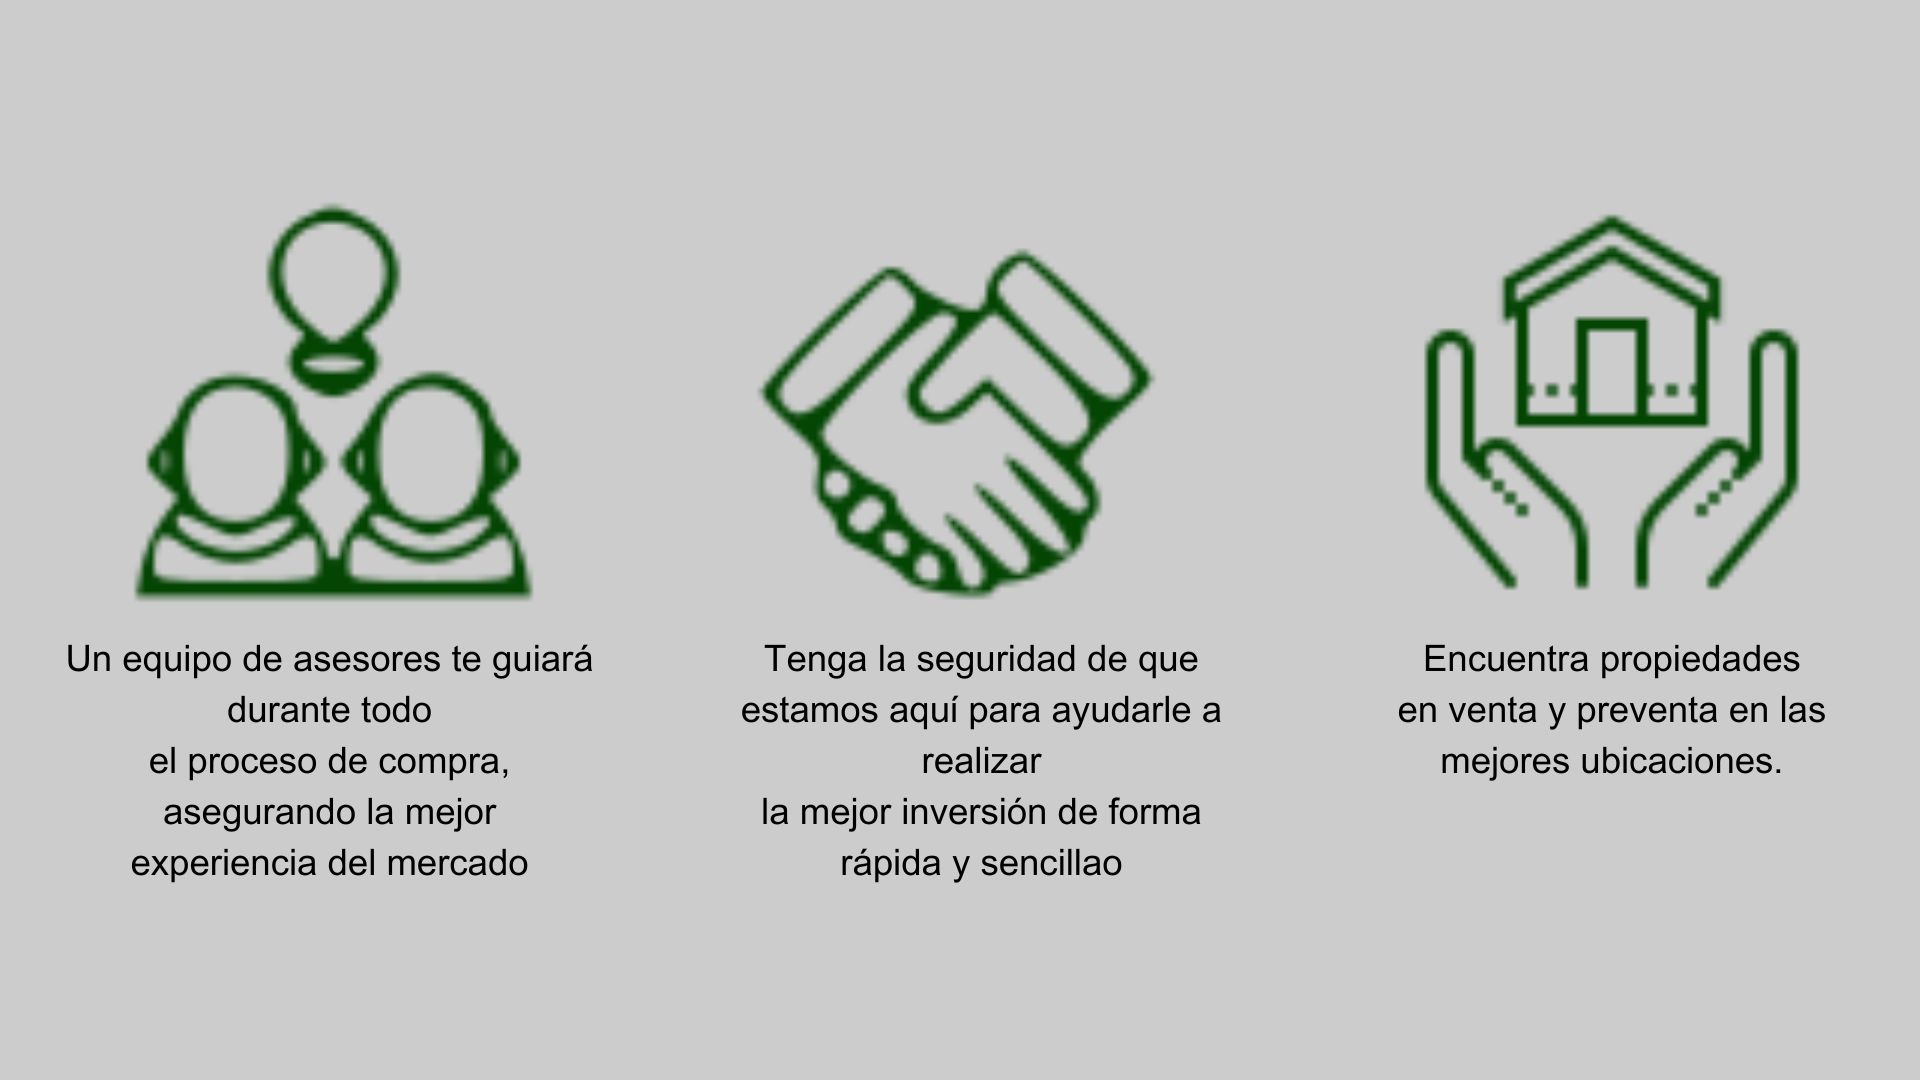 Un equipo de asesores te guiará
durante todo
el proceso de compra,
asegurando la mejor
experiencia del mercado
Tenga la seguridad de que
estamos aquí para ayudarle a
realizar
la mejor inversión de forma
rápida y sencillao
Encuentra propiedades
en venta y preventa en las
mejores ubicaciones.